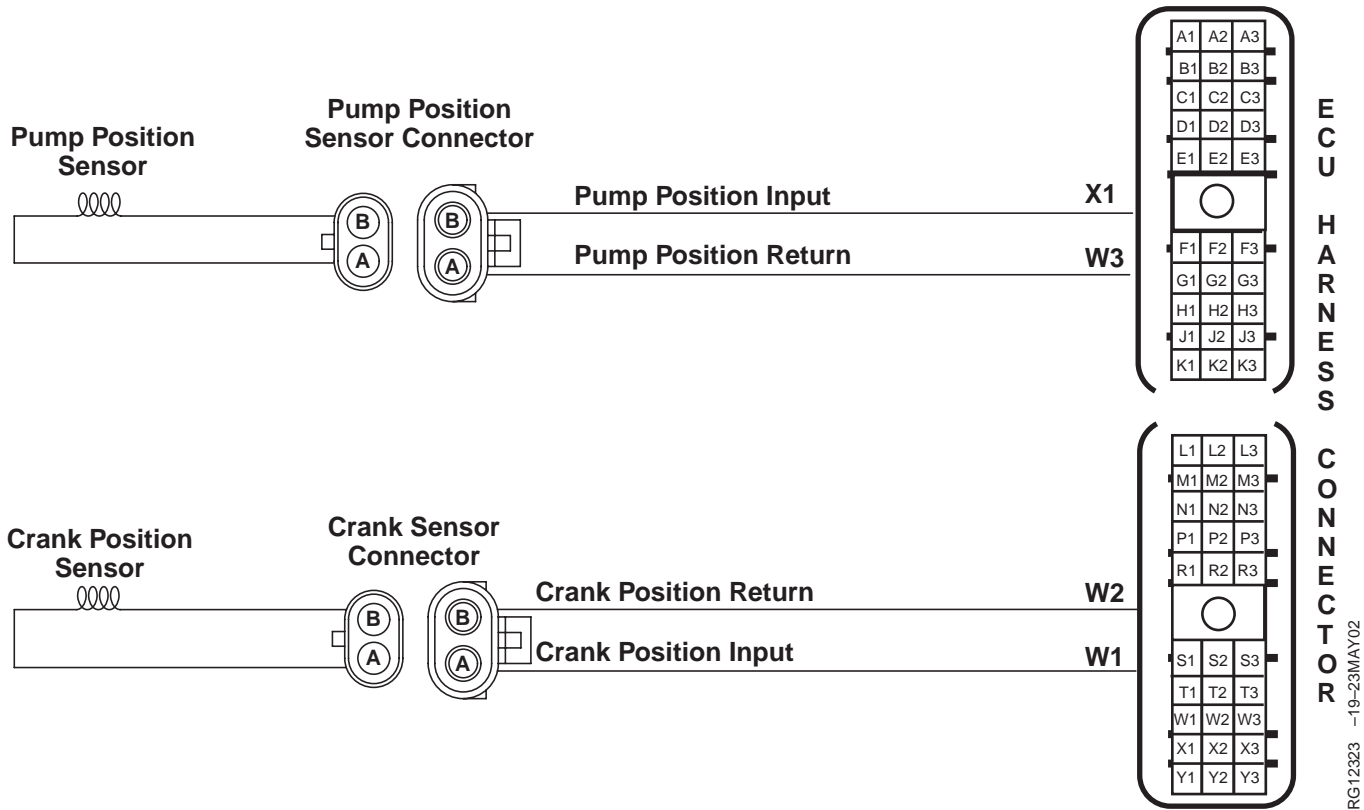 Pump Position
Sensor
Pump Position
Sensor Connector
B
A
B
A
Pump Position Input
X1
Pump Position Return
W3
A1 A2 A3
B1 B2 B3
C1 C2 C3
D1 D2 D3
E1 E2 E3
F1 F2 F3
G1 G2 G3
H1 H2 H3
J1 J2 J3
K1 K2 K3
Crank Position
Sensor
Crank Sensor
Connector
B
A
B
A
Crank Position Return
W2
Crank Position Input
W1
L1 L2 L3
M1 M2 M3
N1 N2 N3
P1 P2 P3
R1 R2 R3
S1 S2 S3
T1 T2 T3
W1 W2 W3
X1 X2 X3
Y1 Y2 Y3
ECU HARNESS CONNECTOR
RG12323 –19–23MAY02